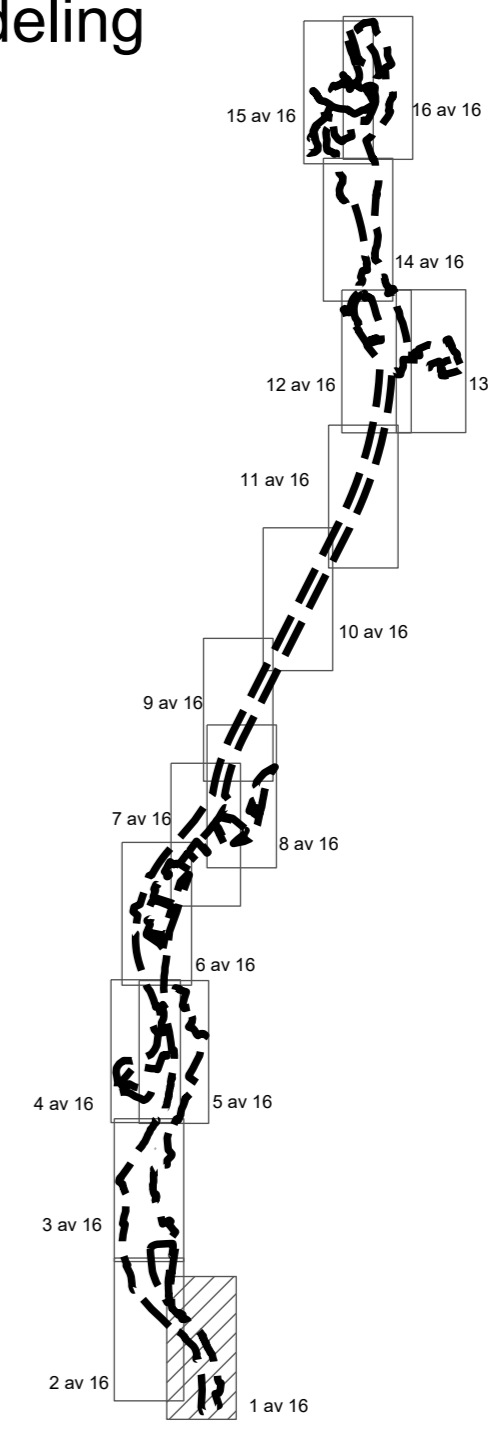 deling
15 av 16
16 av 16
14 av 16
12 av 16
13
11 av 16
10 av 16
9 av 16
7 av 16
8 av 16
6 av 16
4 av 16
5 av 16
3 av 16
2 av 16
1 av 16